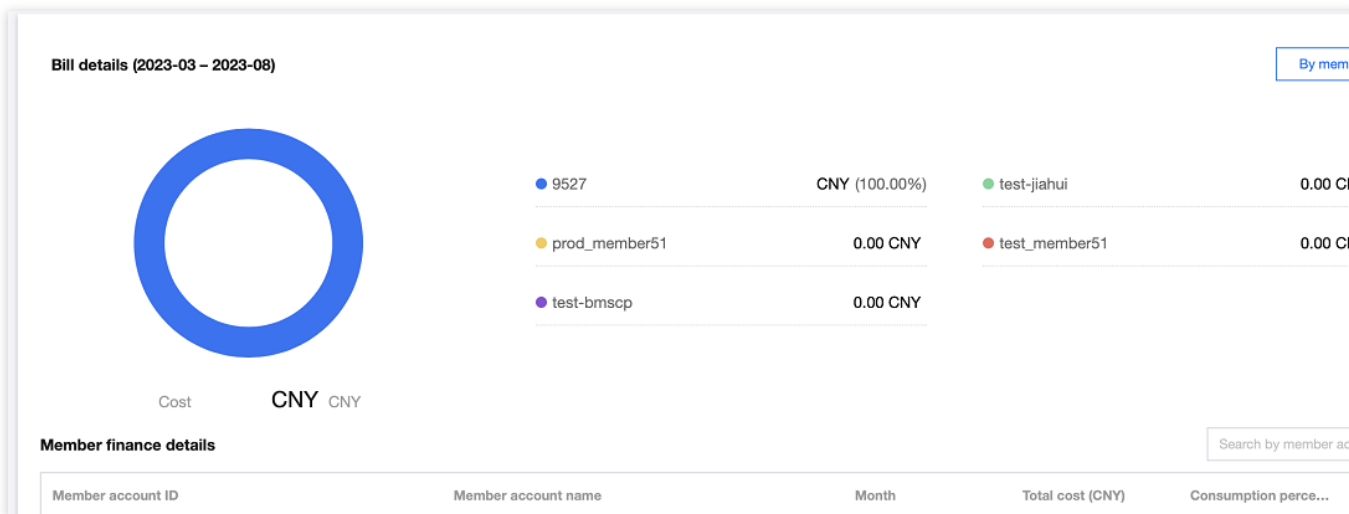 Bill details (2023-03 – 2023-08)
By mem
9527 CNY (100.00%) test-jiahui 0.00
prod_member51 0.00 CNY test_member51 0.00
test-bmscp 0.00 CNY
Cost CNY CNY
Member finance details
Search by member
Member account ID Member account name Month Total cost (CNY) Consumption perce...